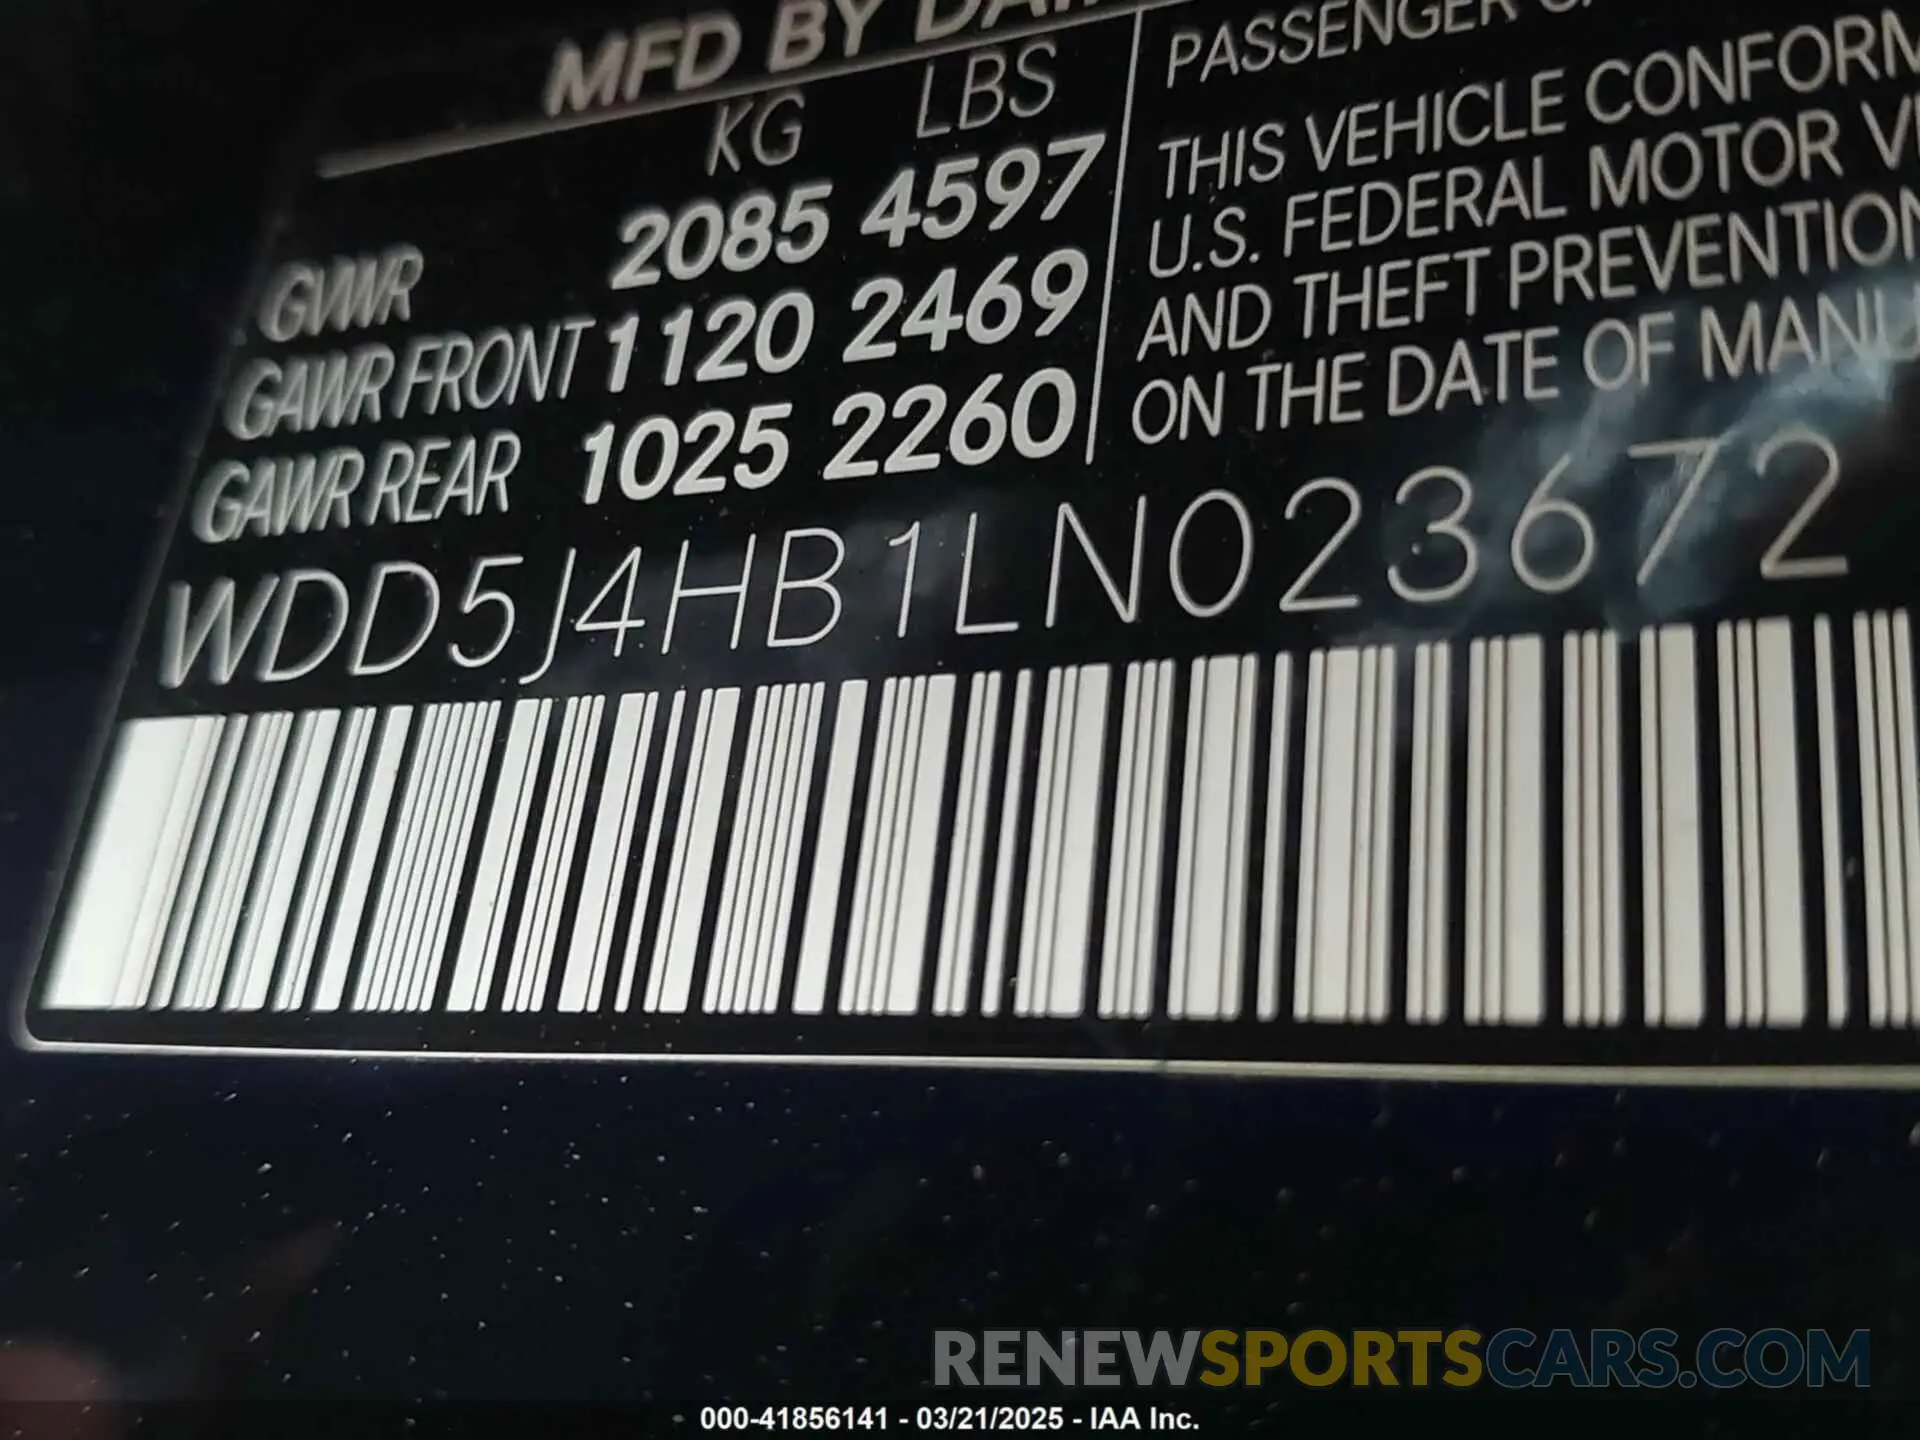 MFD BY
KG LBS
GVWR 2085 4597
GAWR FRONT 1120 2469
GAWR REAR 1025 2260
PASSENGER
THIS VEHICLE CONFORM
U.S. FEDERAL MOTOR
AND THEFT PREVENTION
ON THE DATE OF MANU
WDD5J4HB1LN023672
RENEWSPORTSCARS.COM
000-41856141 - 03/21/2025 - IAA Inc.